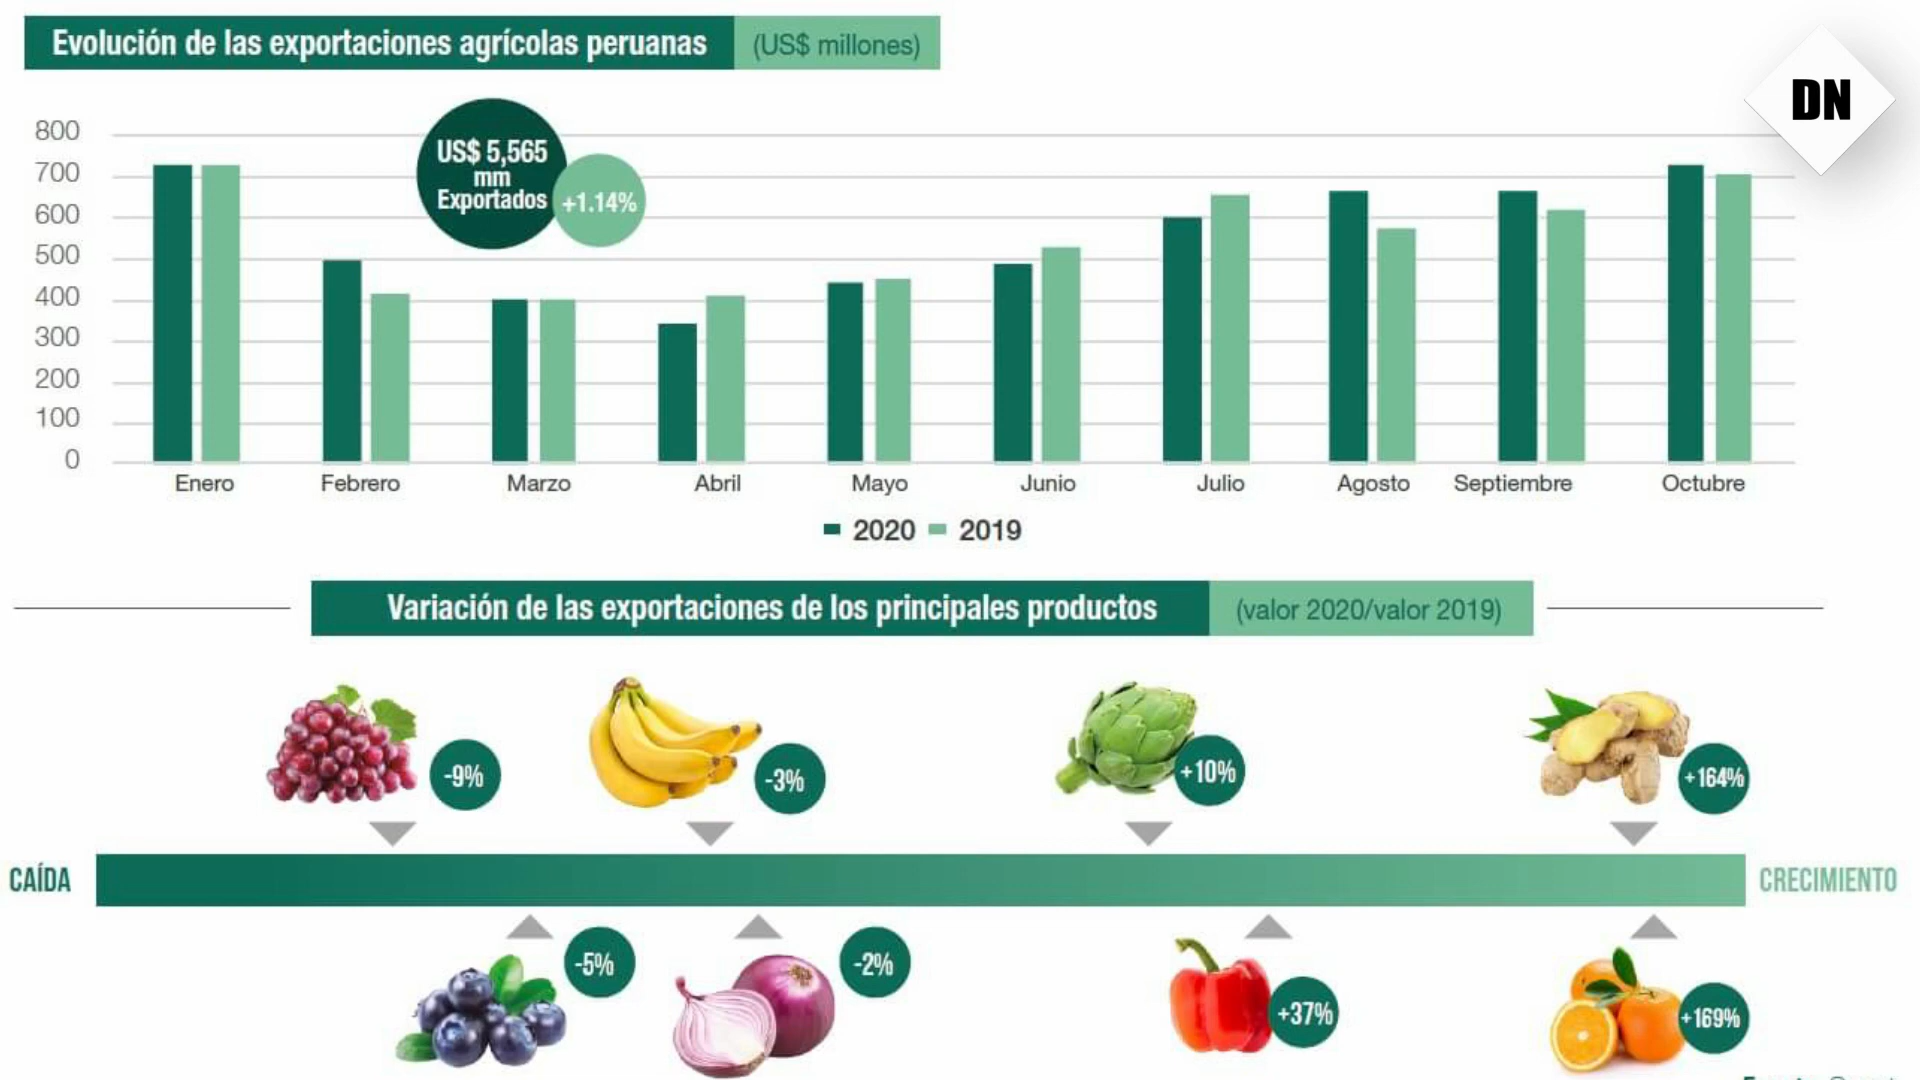 Evolución de las exportaciones agrícolas peruanas (US$ millones)
DN
800
700
600
500
400
300
200
100
0
US$ 5,565
mm
Exportados
+1.14%
Enero Febrero Marzo Abril Mayo Junio Julio Agosto Septiembre Octubre
2020 2019
Variación de las exportaciones de los principales productos (valor 2020/valor 2019)
-9% -3% +10% +164%
CAÍDA CRECIMIENTO
-5% -2% +37% +169%